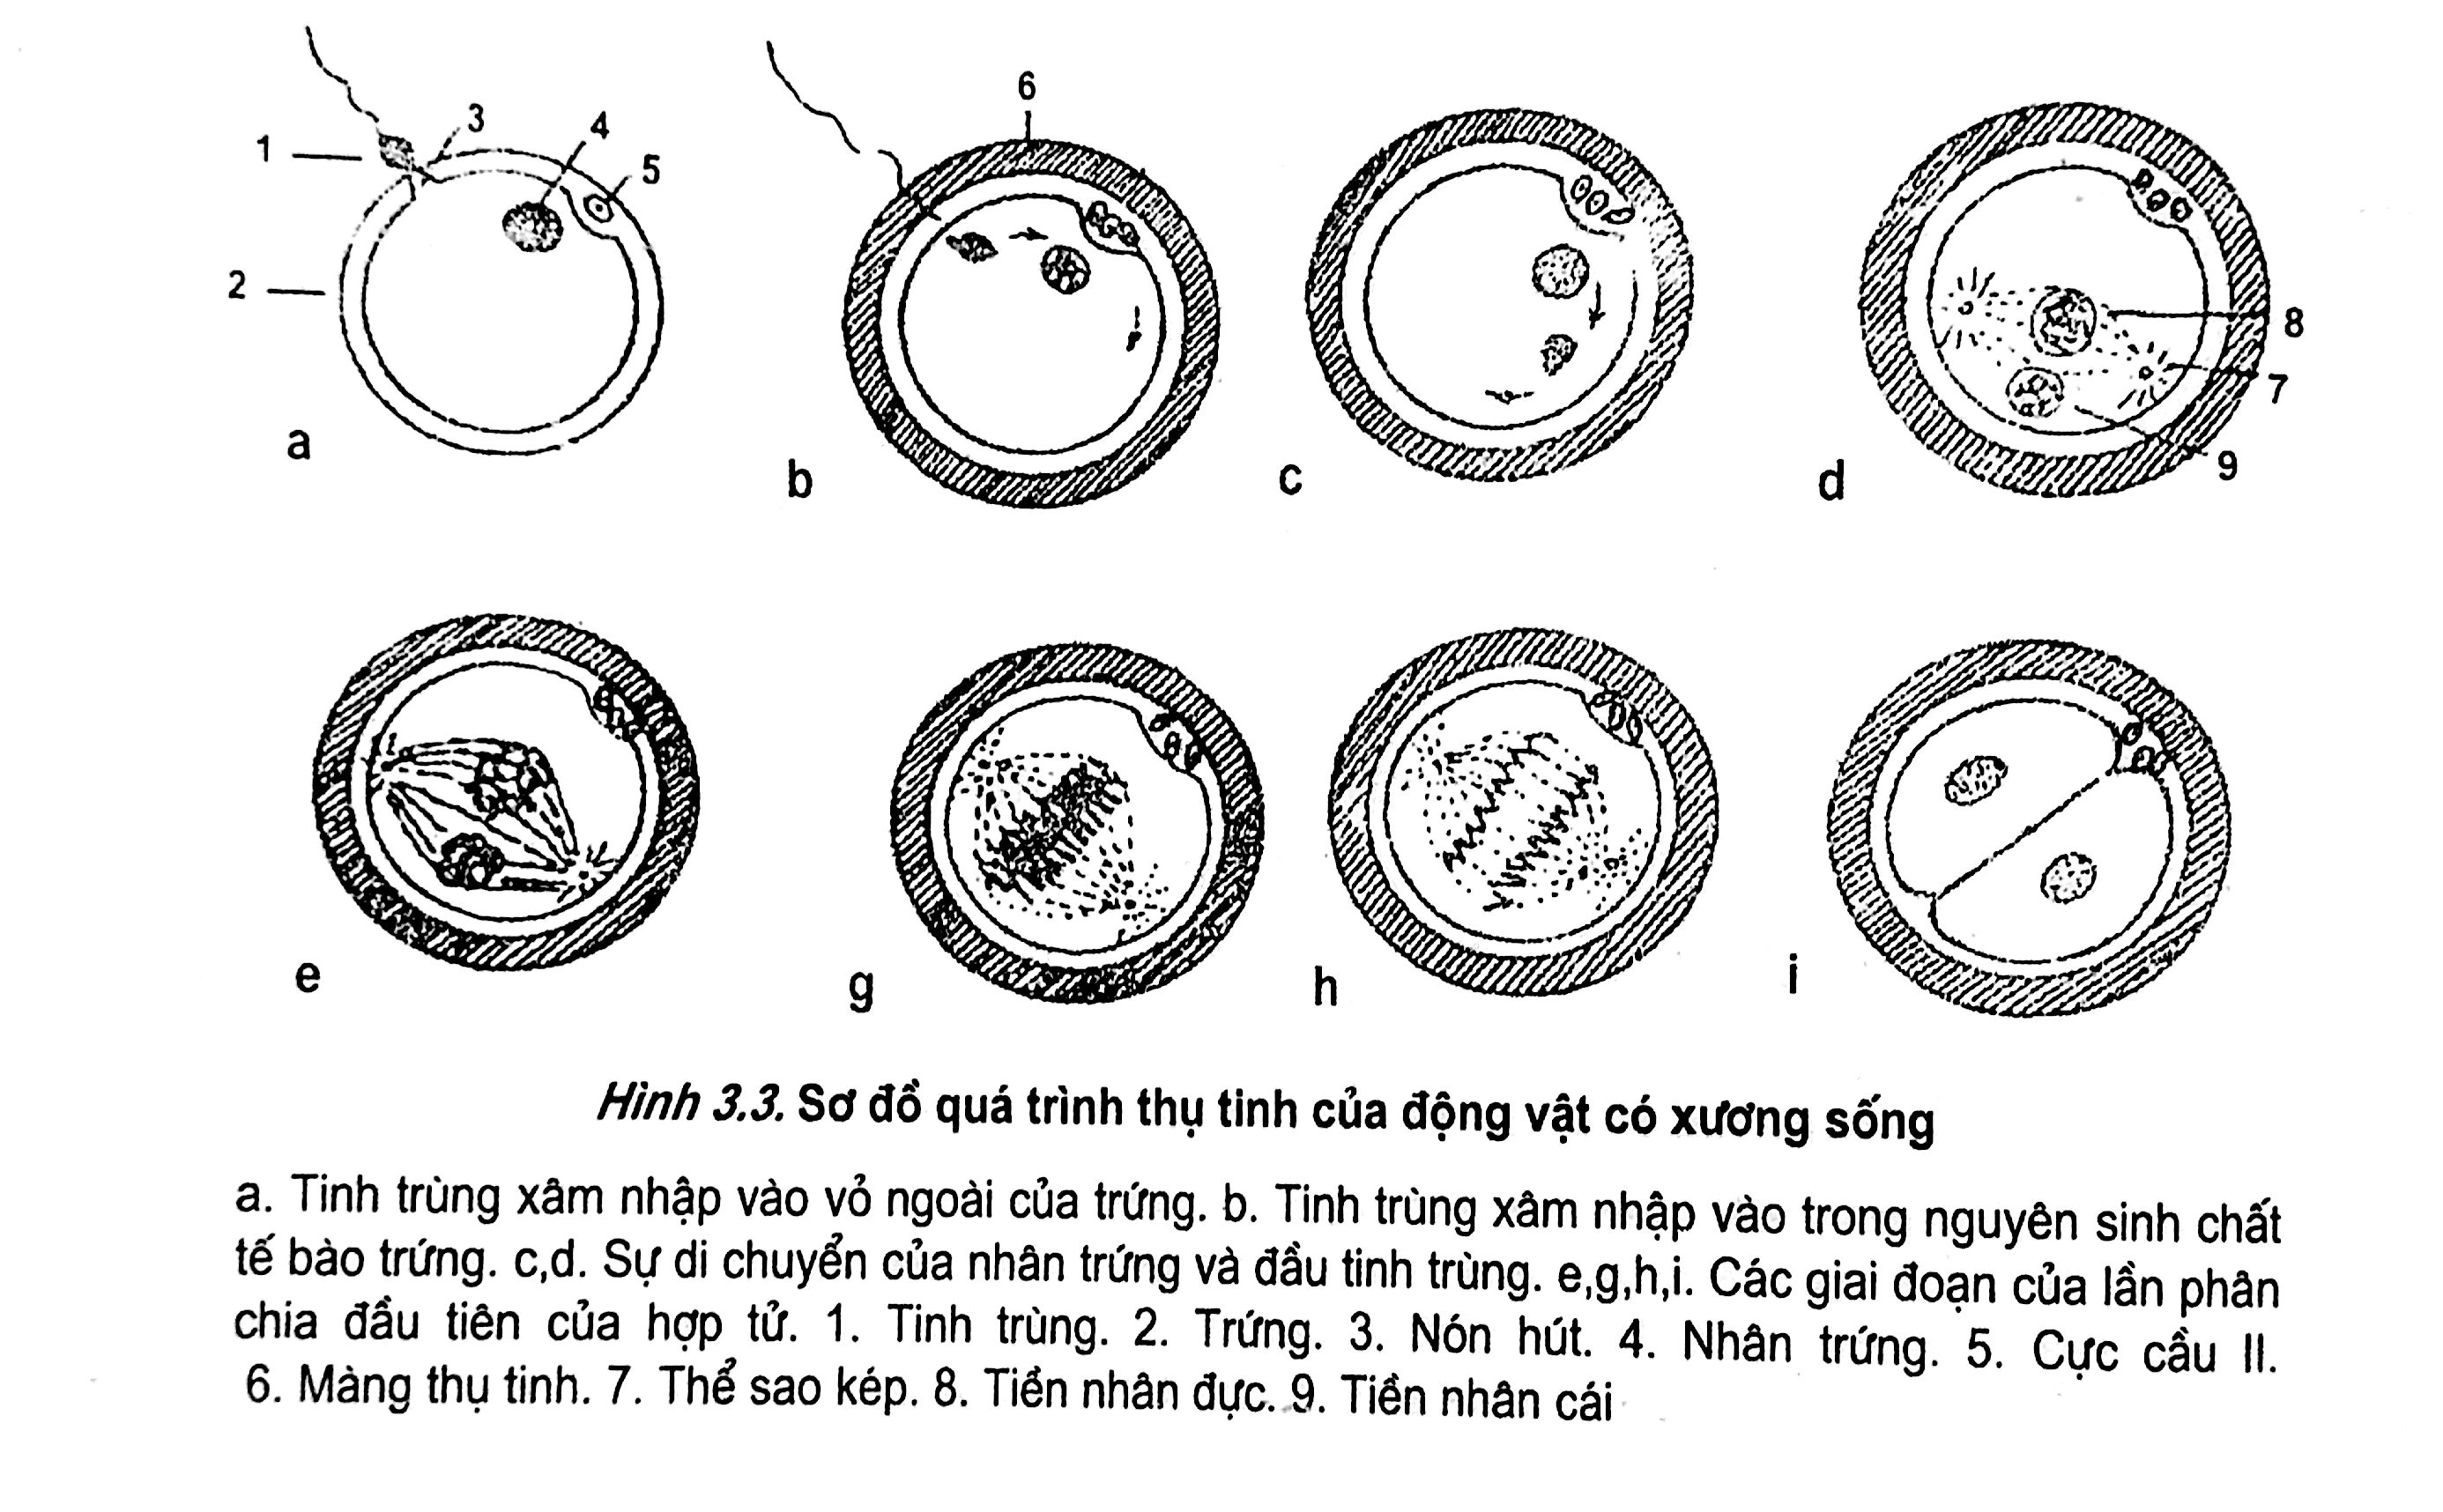 6
3
4
1
5
2
8
7
9
a
b
c
d
e
g
h
i
Hình 3.3. Sơ đồ quá trình thụ tinh của động vật có xương sống
a. Tinh trùng xâm nhập vào vỏ ngoài của trứng. b. Tinh trùng xâm nhập vào trong nguyên sinh chất
tế bào trứng. c,d. Sự di chuyển của nhân trứng và đầu tinh trùng. e,g,h,i. Các giai đoạn của lần phân
chia đầu tiên của hợp tử. 1. Tinh trùng. 2. Trứng. 3. Nón hút. 4. Nhân trứng. 5. Cực cầu II.
6. Màng thụ tinh. 7. Thể sao kép. 8. Tiền nhân đực. 9. Tiền nhân cái